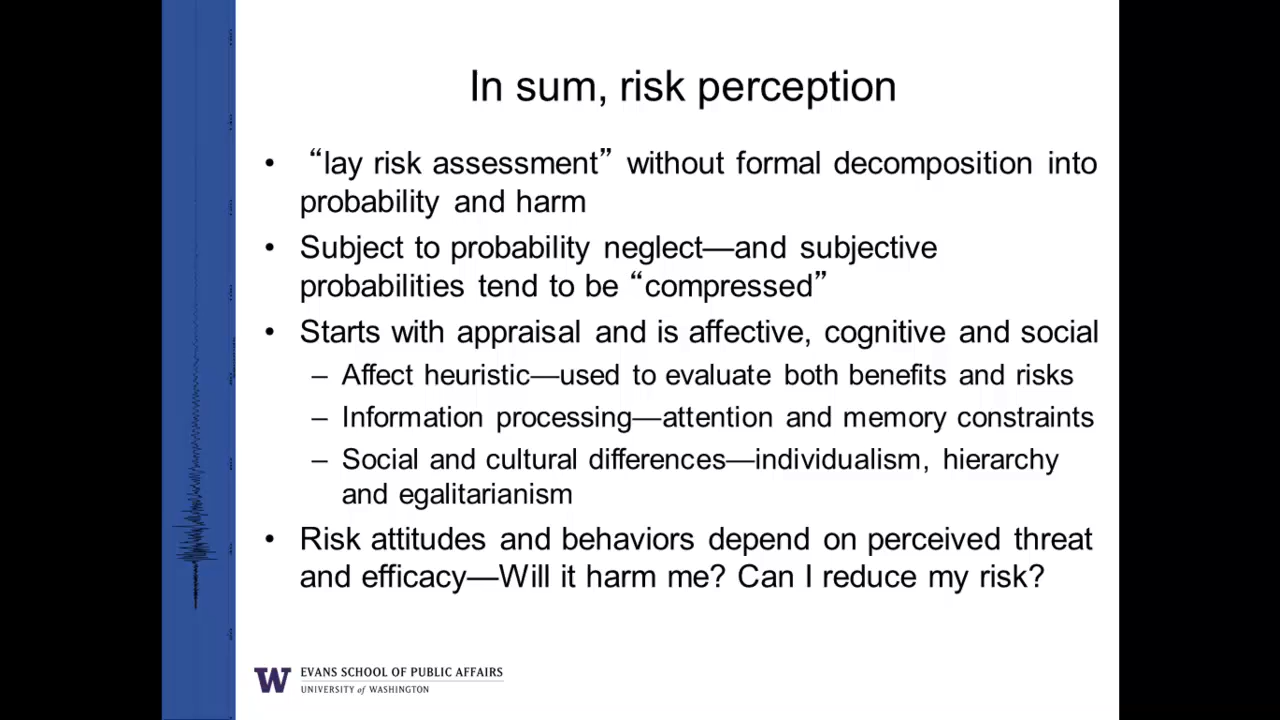 In sum, risk perception
• “lay risk assessment” without formal decomposition into
probability and harm
• Subject to probability neglect—and subjective
probabilities tend to be “compressed”
• Starts with appraisal and is affective, cognitive and social
– Affect heuristic—used to evaluate both benefits and risks
– Information processing—attention and memory constraints
– Social and cultural differences—individualism, hierarchy
and egalitarianism
• Risk attitudes and behaviors depend on perceived threat
and efficacy—Will it harm me? Can I reduce my risk?
W EVANS SCHOOL OF PUBLIC AFFAIRS
UNIVERSITY of WASHINGTON